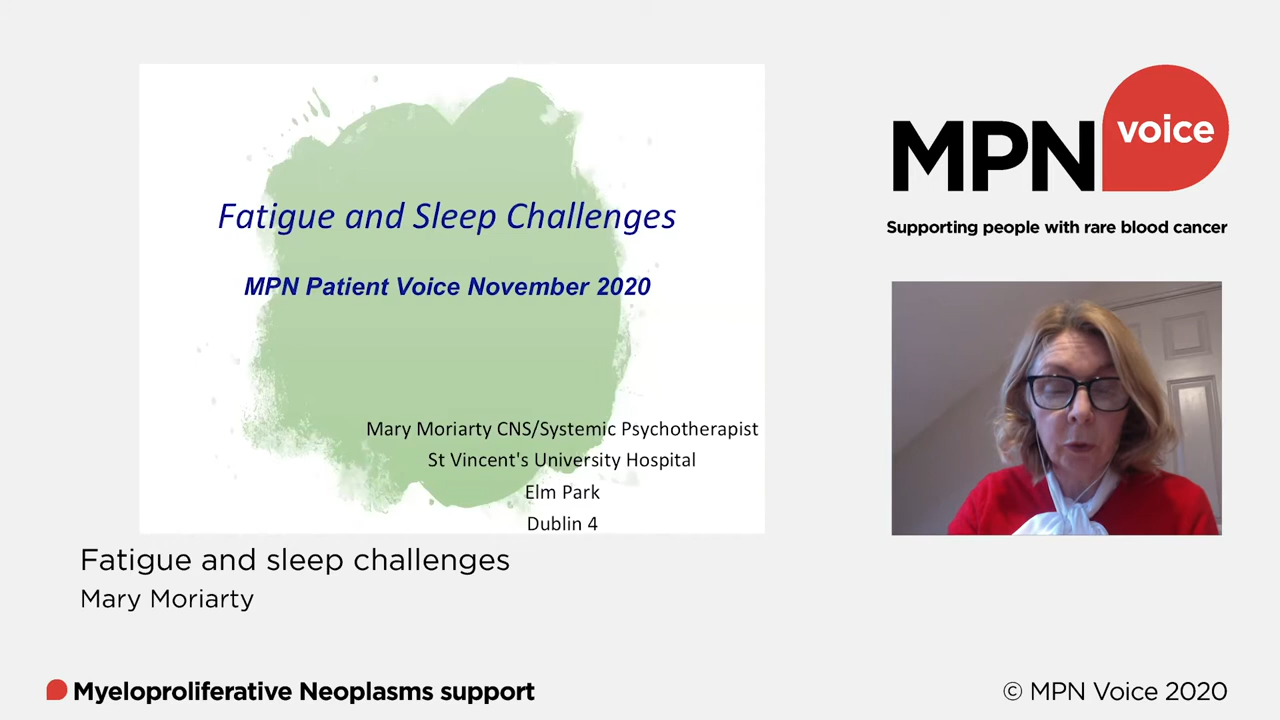 Fatigue and Sleep Challenges
MPN Patient Voice November 2020
Mary Moriarty CNS/Systemic Psychotherapist
St Vincent's University Hospital
Elm Park
Dublin 4
Fatigue and sleep challenges
Mary Moriarty
MPN voice
Supporting people with rare blood cancer
Myeloproliferative Neoplasms support
© MPN Voice 2020